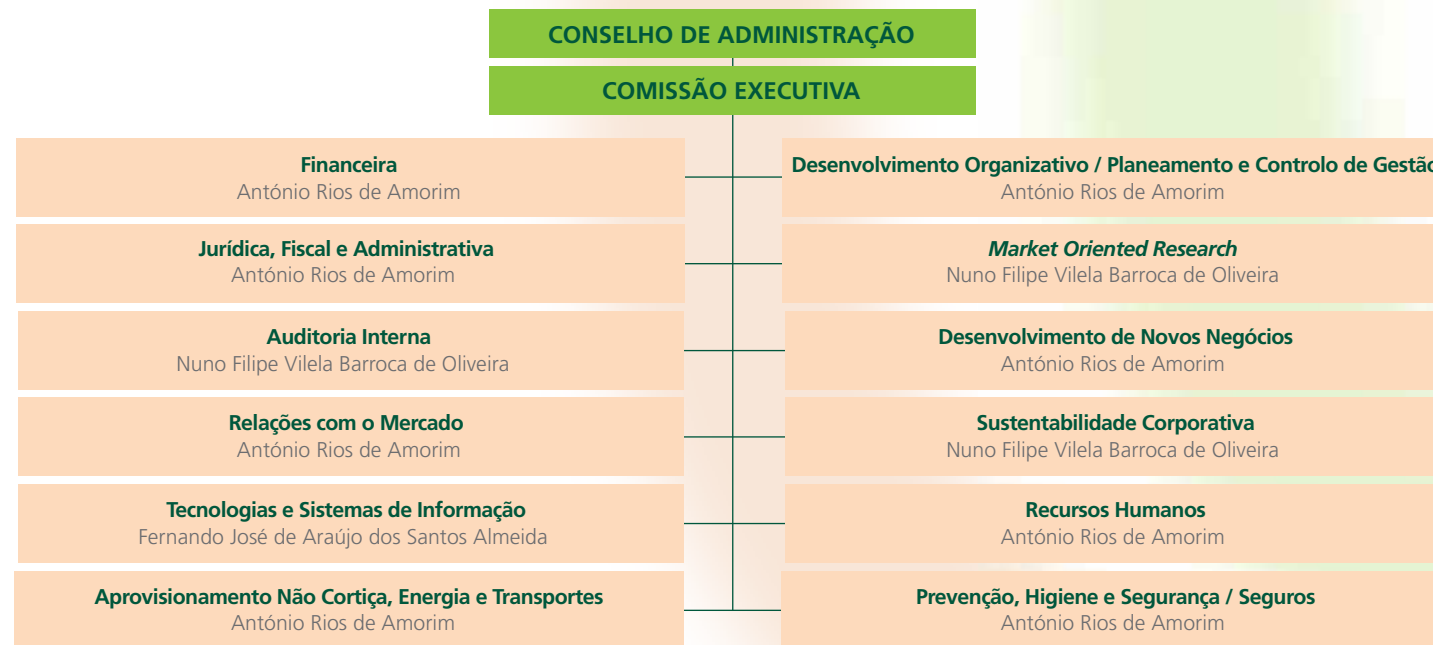 CONSELHO DE ADMINISTRAÇÃO
COMISSÃO EXECUTIVA
Financeira
António Rios de Amorim
Desenvolvimento Organizativo / Planeamento e Controlo de Gestão
António Rios de Amorim
Jurídica, Fiscal e Administrativa
António Rios de Amorim
Market Oriented Research
Nuno Filipe Vilela Barroca de Oliveira
Auditoria Interna
Nuno Filipe Vilela Barroca de Oliveira
Desenvolvimento de Novos Negócios
António Rios de Amorim
Relações com o Mercado
António Rios de Amorim
Sustentabilidade Corporativa
Nuno Filipe Vilela Barroca de Oliveira
Tecnologias e Sistemas de Informação
Fernando José de Araújo dos Santos Almeida
Recursos Humanos
António Rios de Amorim
Aprovisionamento Não Cortiça, Energia e Transportes
António Rios de Amorim
Prevenção, Higiene e Segurança / Seguros
António Rios de Amorim